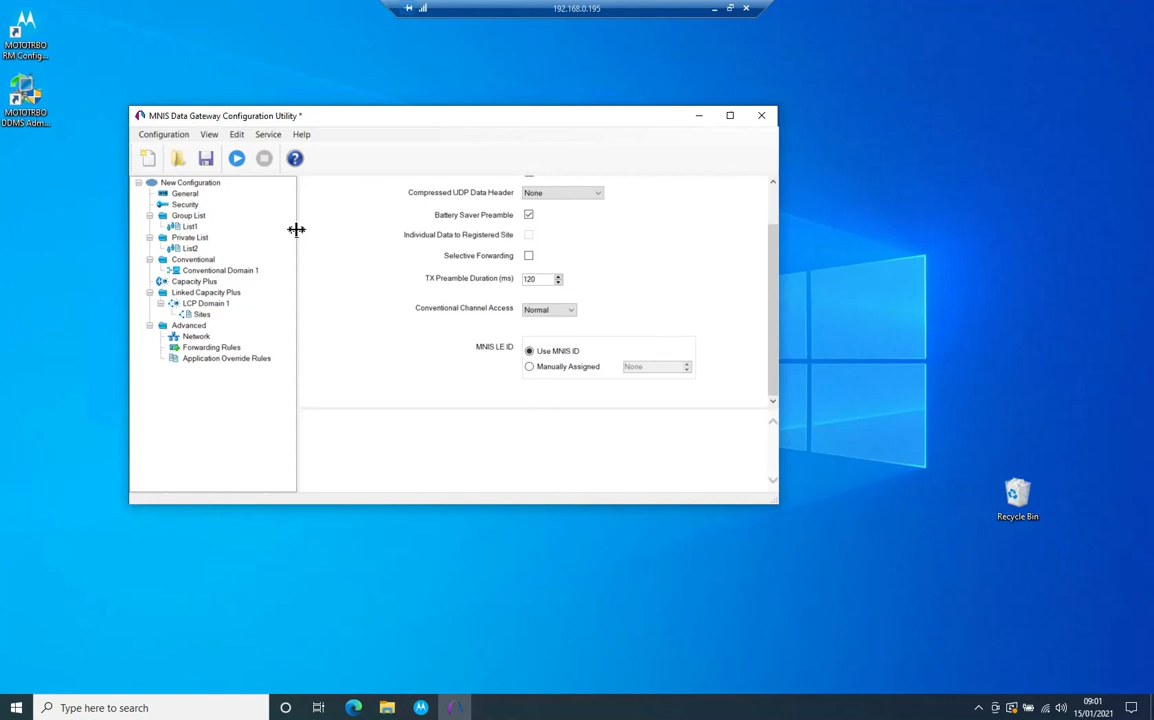 192.168.0.195
MOTOTRBO
RM Config...
MOTOTRBO
DDMS Adm...
MNIS Data Gateway Configuration Utility *
Configuration View Edit Service Help
New Configuration
General
Security
Group List
List1
Private List
List2
Conventional
Conventional Domain 1
Capacity Plus
Linked Capacity Plus
LCP Domain 1
Sites
Advanced
Network
Forwarding Rules
Application Override Rules
Compressed UDP Data Header None
Battery Saver Preamble
Individual Data to Registered Site
Selective Forwarding
TX Preamble Duration (ms) 120
Conventional Channel Access Normal
MNIS LE ID Use MNIS ID
Manually Assigned None
Recycle Bin
Type here to search
09:01
15/01/2021